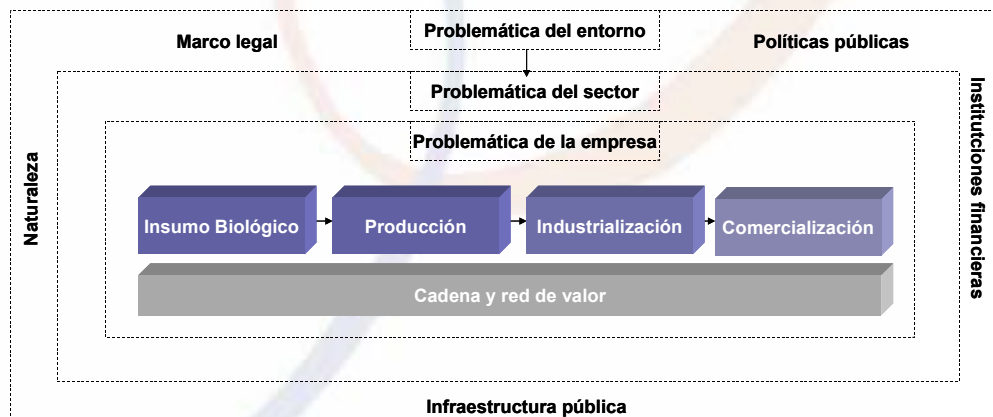 Problemática del entorno
Marco legal
Políticas públicas
Problemática del sector
Problemática de la empresa
Naturaleza
Institutciones financieras
Insumo Biológico
Producción
Industrialización
Comercialización
Cadena y red de valor
Infraestructura pública